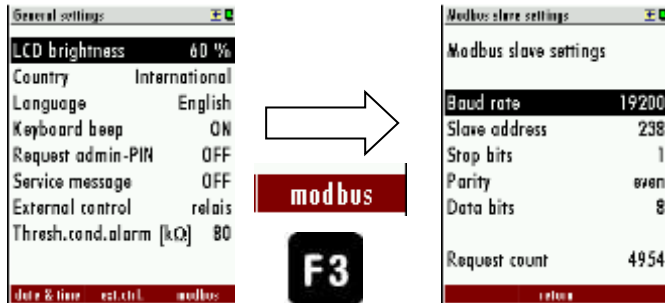 General settings
LCD brightness 60 %
Country International
Language English
Keyboard beep ON
Request admin-PIN OFF
Service message OFF
External control relais
Thresh.cond.alarm [kΩ] 80
date & time ext.ctrl. modbus
modbus
F3
Modbus slave settings
Modbus slave settings
Baud rate 19200
Slave address 238
Stop bits 1
Parity even
Data bits 8
Request count 4954
return